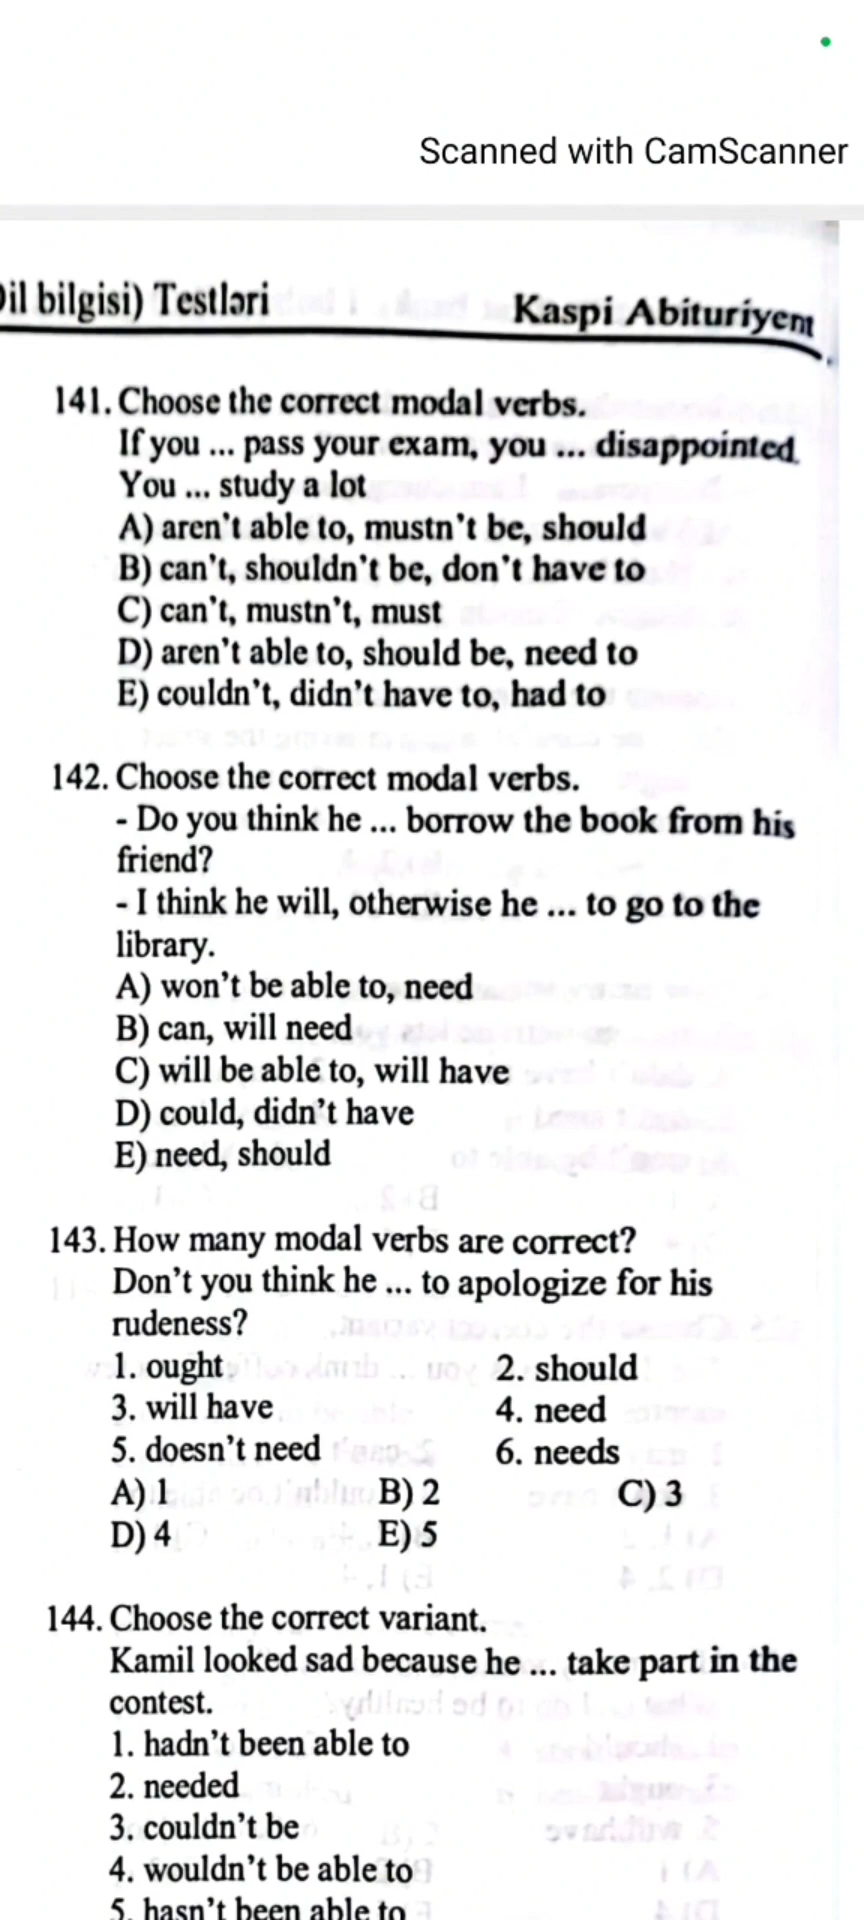 Scanned with CamScanner
Dil bilgisi) Testləri
Kaspi Abituriyent
141. Choose the correct modal verbs.
If you ... pass your exam, you ... disappointed.
You ... study a lot
A) aren't able to, mustn't be, should
B) can't, shouldn't be, don't have to
C) can't, mustn't, must
D) aren't able to, should be, need to
E) couldn't, didn't have to, had to
142. Choose the correct modal verbs.
- Do you think he ... borrow the book from his
friend?
- I think he will, otherwise he ... to go to the
library.
A) won't be able to, need
B) can, will need
C) will be able to, will have
D) could, didn't have
E) need, should
143. How many modal verbs are correct?
Don't you think he ... to apologize for his
rudeness?
1. ought 2. should
3. will have 4. need
5. doesn't need 6. needs
A) 1 B) 2 C) 3
D) 4 E) 5
144. Choose the correct variant.
Kamil looked sad because he ... take part in the
contest.
1. hadn't been able to
2. needed
3. couldn't be
4. wouldn't be able to
5. hasn't been able to